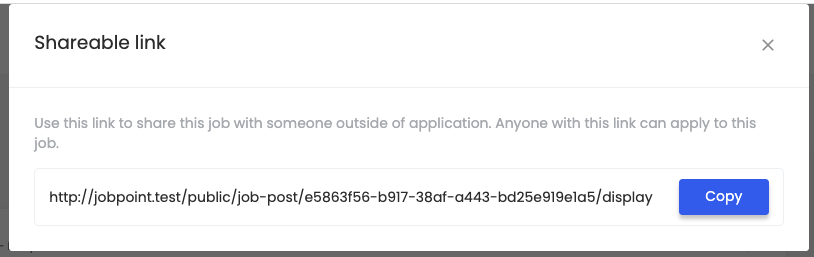 Shareable link
Use this link to share this job with someone outside of application. Anyone with this link can apply to this
job.
http://jobpoint.test/public/job-post/e5863f56-b917-38af-a443-bd25e919e1a5/display
Copy